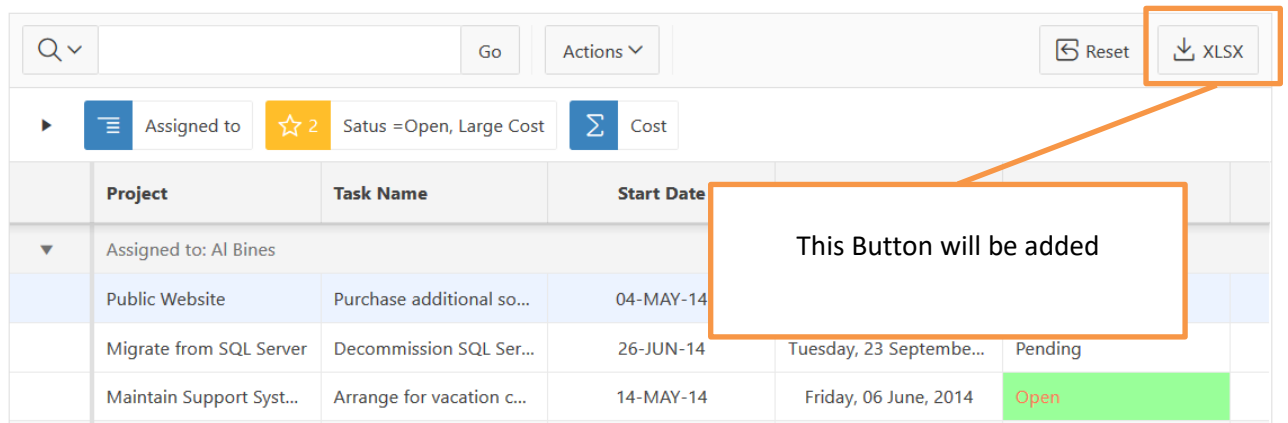 Go Actions Reset XLSX
Assigned to 2 Satus =Open, Large Cost Σ Cost
Project Task Name Start Date
This Button will be added
Assigned to: Al Bines
Public Website Purchase additional so... 04-MAY-14
Migrate from SQL Server Decommission SQL Ser... 26-JUN-14 Tuesday, 23 Septembe... Pending
Maintain Support Syst... Arrange for vacation c... 14-MAY-14 Friday, 06 June, 2014 Open